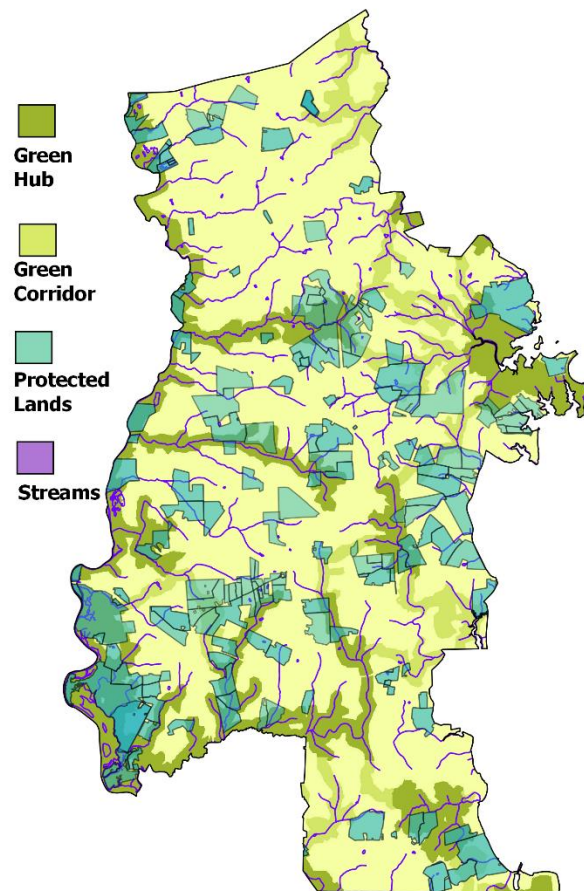 Green
Hub
Green
Corridor
Protected
Lands
Streams